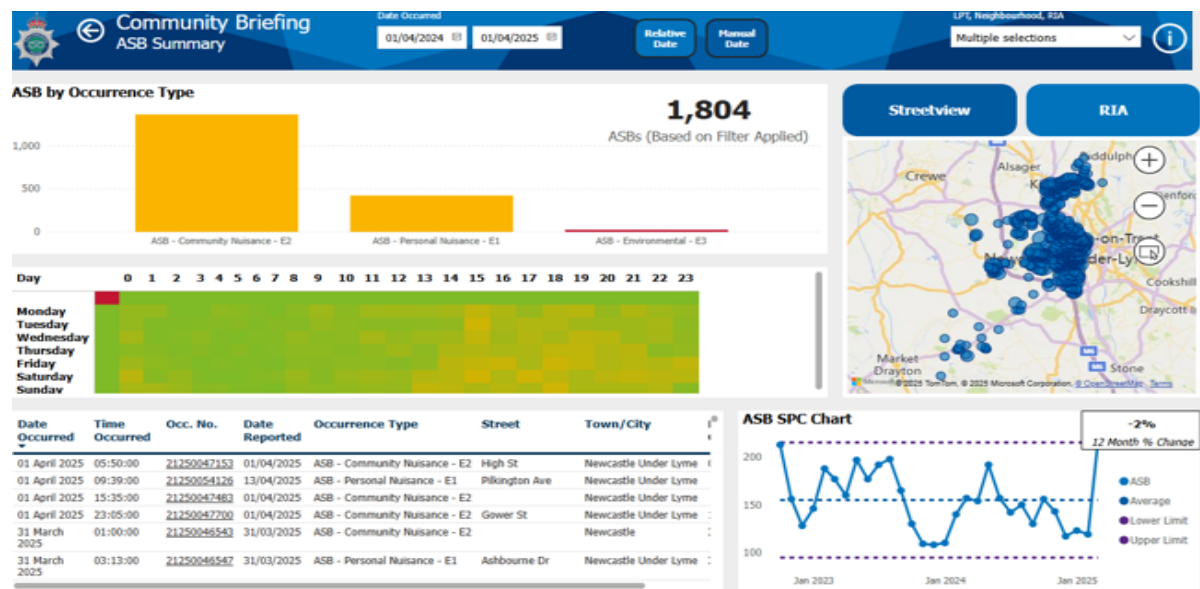 Community Briefing
ASB Summary
Date Occurred
01/04/2024
01/04/2025
Relative
Date
Manual
Date
LPT, Neighbourhood, RIA
Multiple selections
i
ASB by Occurrence Type
1,804
ASBs (Based on Filter Applied)
1,000
500
0
ASB - Community Nuisance - E2
ASB - Personal Nuisance - E1
ASB - Environmental - E3
Streetview
RIA
Crewe
Alsager
iddulph
K
enfor
-on-Trent
Newc
der-Ly
Cookshill
Draycott i
Market
Drayton
Stone
Microsoft
© 2025 TomTom, © 2025 Microsoft Corporation, © OpenStreetMap Terms
Day 0 1 2 3 4 5 6 7 8 9 10 11 12 13 14 15 16 17 18 19 20 21 22 23
Monday
Tuesday
Wednesday
Thursday
Friday
Saturday
Sunday
Date Occurred Time Occurred Occ. No. Date Reported Occurrence Type Street Town/City
01 April 2025 05:50:00 21250047153 01/04/2025 ASB - Community Nuisance - E2 High St Newcastle Under Lyme
01 April 2025 09:39:00 21250054126 13/04/2025 ASB - Personal Nuisance - E1 Pilkington Ave Newcastle Under Lyme
01 April 2025 15:35:00 21250047483 01/04/2025 ASB - Community Nuisance - E2 Newcastle Under Lyme
01 April 2025 23:05:00 21250047700 01/04/2025 ASB - Community Nuisance - E2 Gower St Newcastle Under Lyme
31 March 2025 01:00:00 21250046543 31/03/2025 ASB - Community Nuisance - E2 Newcastle
31 March 2025 03:13:00 21250046547 31/03/2025 ASB - Personal Nuisance - E1 Ashbourne Dr Newcastle Under Lyme
ASB SPC Chart
-2%
12 Month % Change
200
150
100
Jan 2023
Jan 2024
Jan 2025
ASB
Average
Lower Limit
Upper Limit